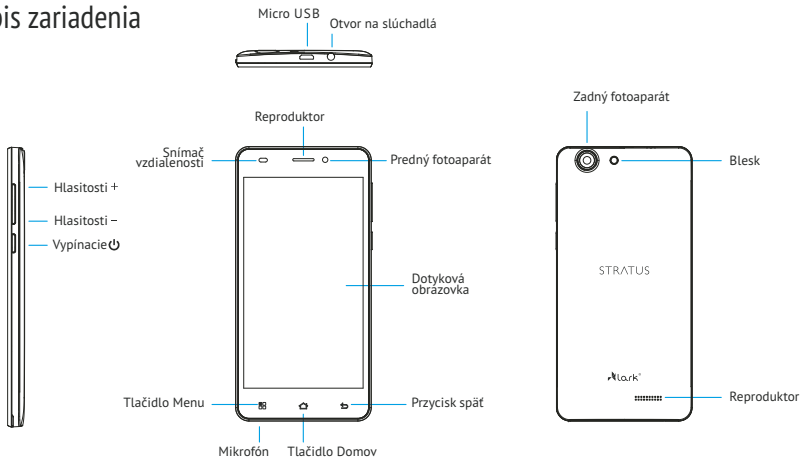 is zariadenia
Micro USB
Otvor na slúchadlá
Zadný fotoaparát
Reproduktor
Snímač
vzdialenosti
Predný fotoaparát
Blesk
Hlasitosti +
Hlasitosti –
Vypínacie
STRATUS
Dotyková
obrazovka
lark
Tlačidlo Menu
Przycisk späť
Reproduktor
Mikrofón
Tlačidlo Domov